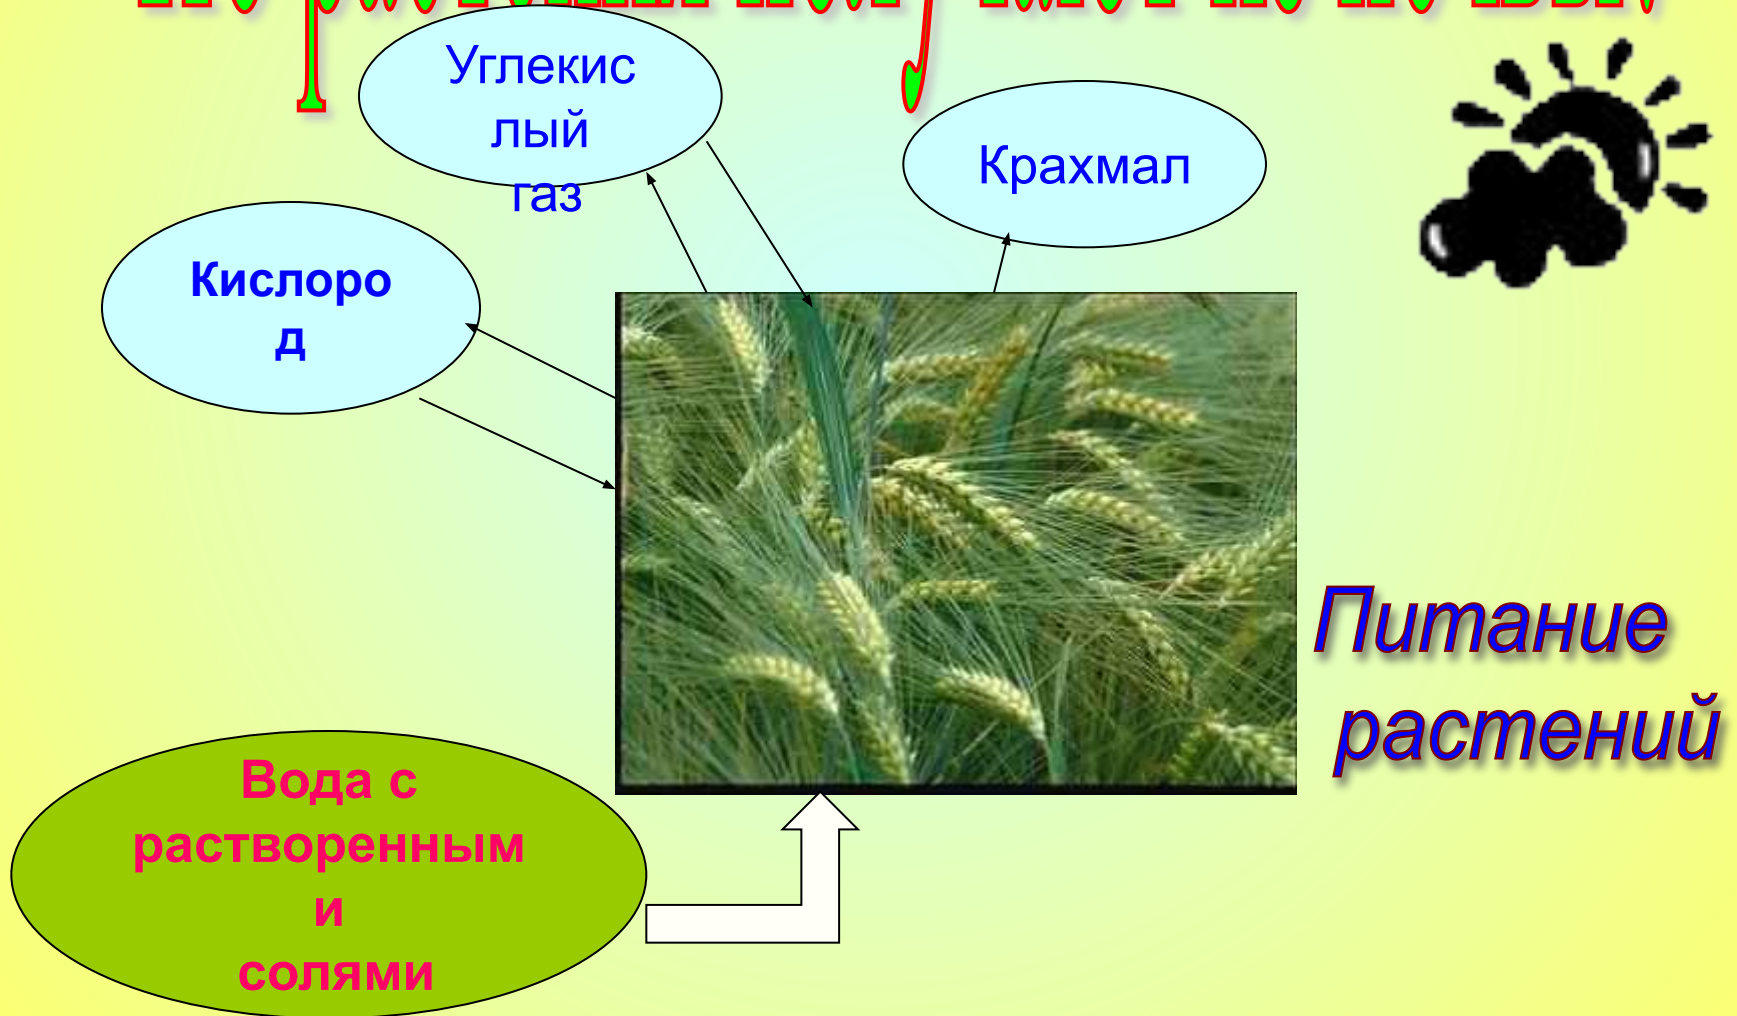 Углекис
лый
газ
Крахмал
Кислоро
д
Питание
растений
Вода с
растворенным
и
солями